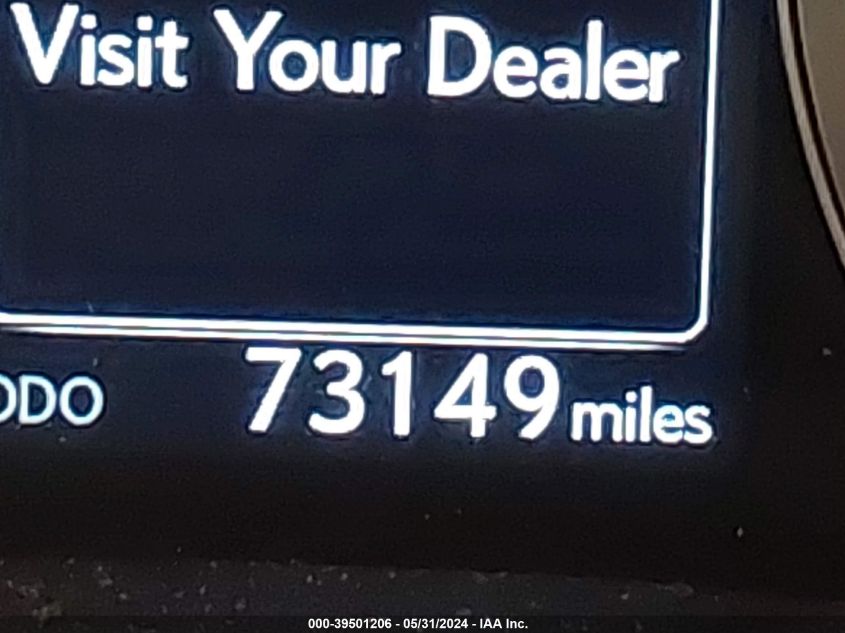 Visit Your Dealer
ODO 73149 miles
000-39501206 - 05/31/2024 - IAA Inc.